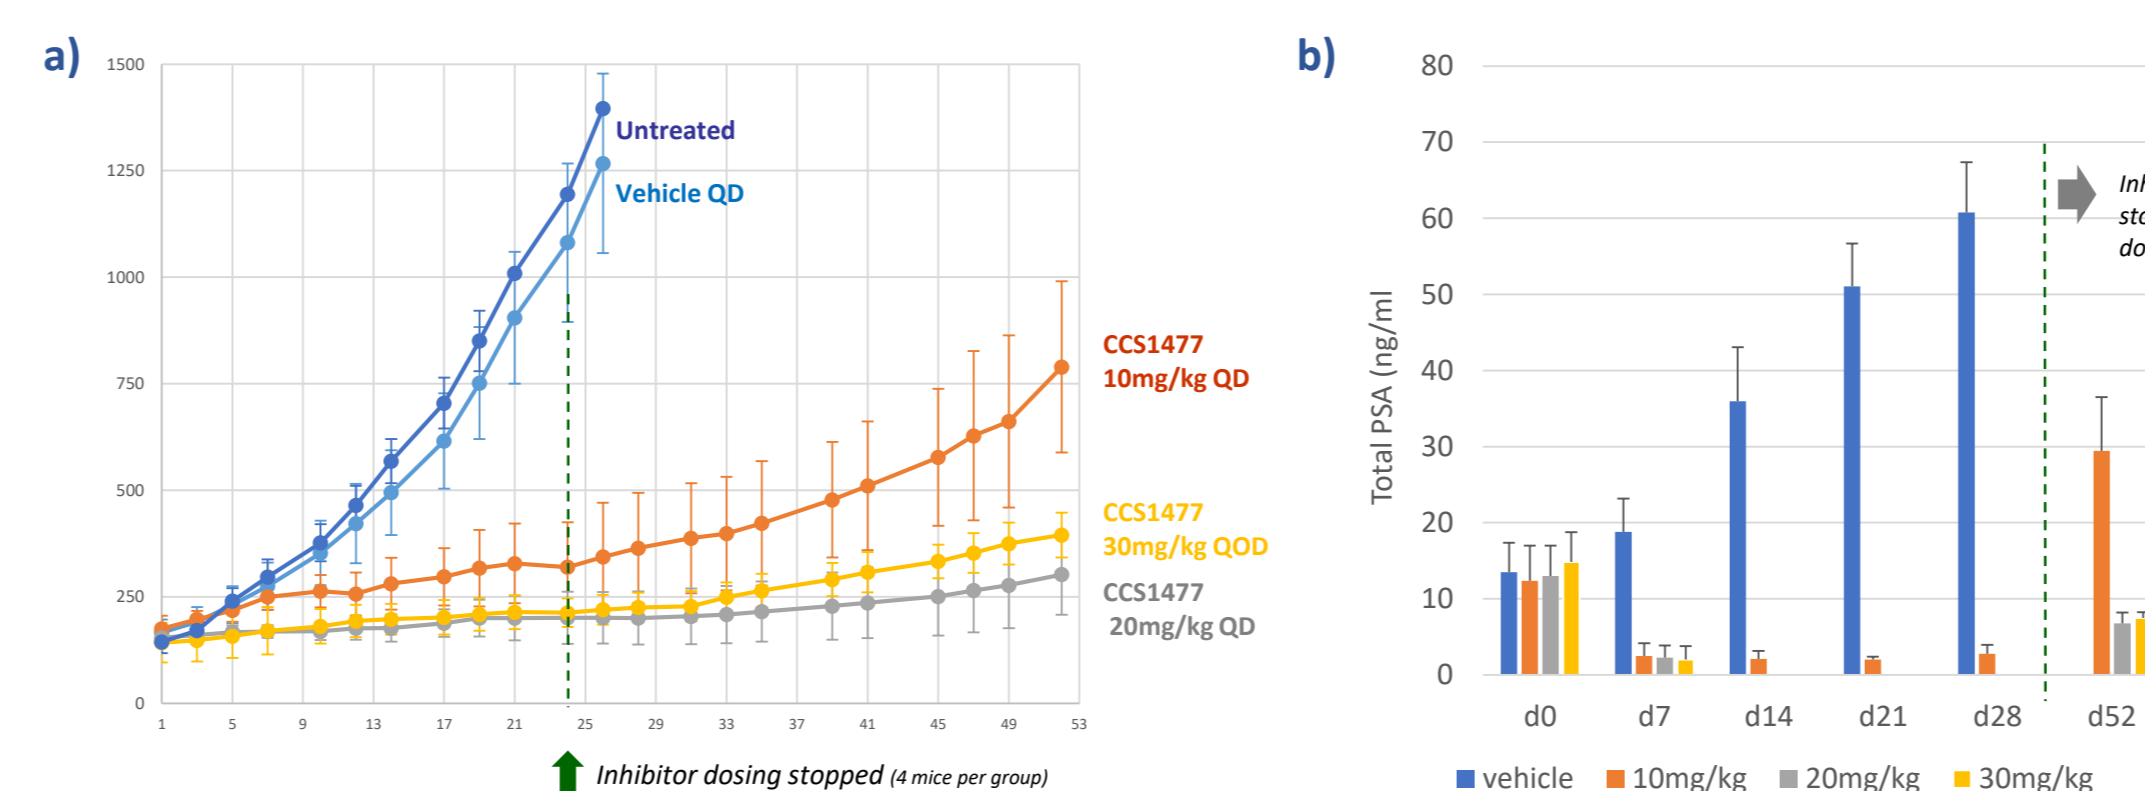 a)
1500
1250
1000
750
500
250
0
1 5 9 13 17 21 25 29 33 37 41 45 49 53
Untreated
Vehicle QD
CCS1477
10mg/kg QD
CCS1477
30mg/kg QOD
CCS1477
20mg/kg QD
Inhibitor dosing stopped (4 mice per group)
b)
Total PSA (ng/ml
80
70
60
50
40
30
20
10
0
d0 d7 d14 d21 d28 d52
vehicle 10mg/kg 20mg/kg 30mg/kg